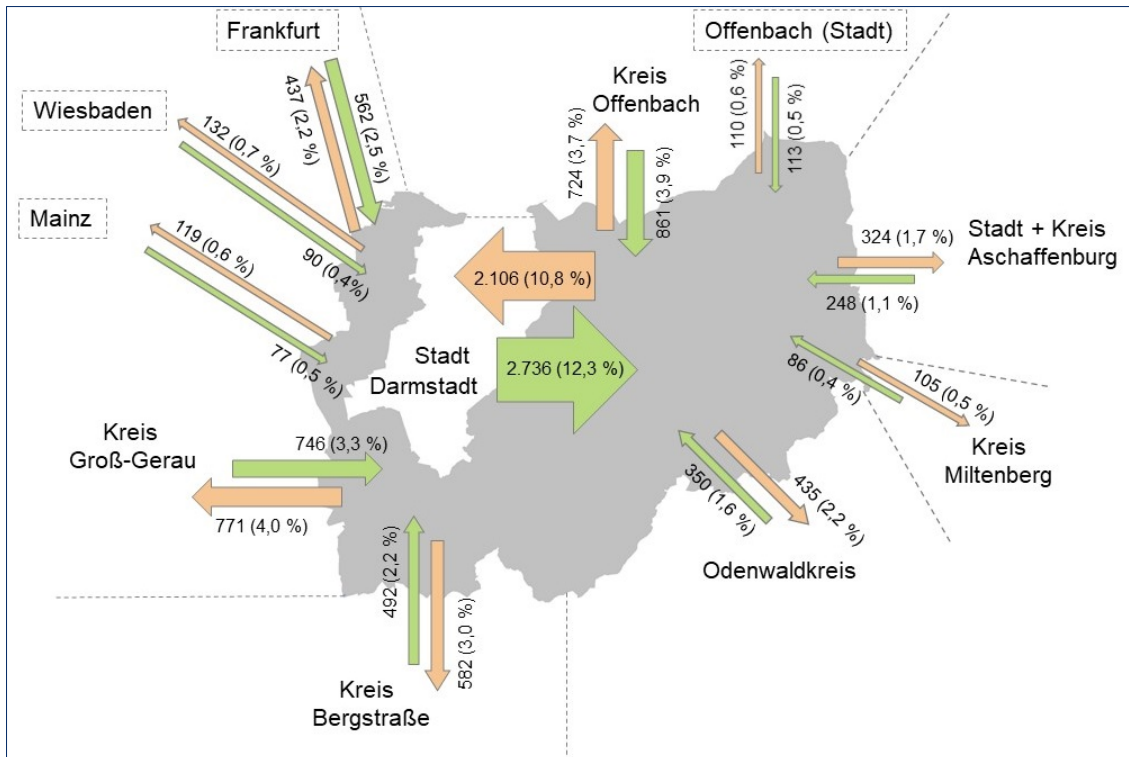 Frankfurt
437 (2,2 %)
562 (2,5 %)
Wiesbaden
132 (0,7 %)
90 (0,4%)
Mainz
119 (0,6 %)
77 (0,5 %)
Kreis
Offenbach
724 (3,7 %)
861 (3,9 %)
Offenbach (Stadt)
110 (0,6 %)
113 (0,5 %)
324 (1,7 %)
248 (1,1 %)
Stadt + Kreis
Aschaffenburg
2.106 (10,8 %)
Stadt
Darmstadt
2.736 (12,3 %)
86 (0,4 %)
105 (0,5 %)
Kreis
Miltenberg
Kreis
Groß-Gerau
746 (3,3 %)
771 (4,0 %)
350 (1,6 %)
435 (2,2 %)
Odenwaldkreis
492 (2,2 %)
582 (3,0 %)
Kreis
Bergstraße